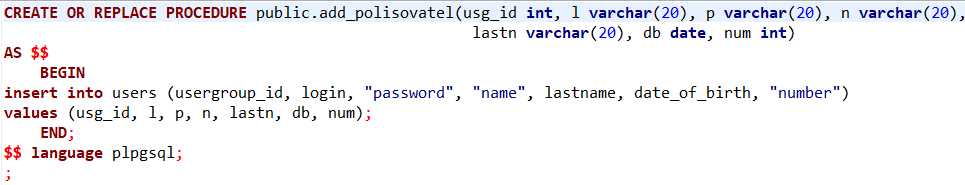 CREATE OR REPLACE PROCEDURE public.add_polisovatel(usg_id int, l varchar(20), p varchar(20), n varchar(20),
lastn varchar(20), db date, num int)
AS $$
BEGIN
insert into users (usergroup_id, login, "password", "name", lastname, date_of_birth, "number")
values (usg_id, l, p, n, lastn, db, num);
END;
$$ language plpgsql;
;